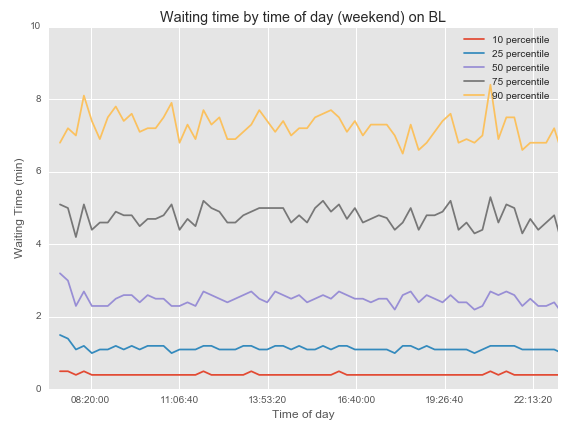 Waiting time by time of day (weekend) on BL
10 percentile
25 percentile
50 percentile
75 percentile
90 percentile
Waiting Time (min)
10
8
6
4
2
0
08:20:00 11:06:40 13:53:20 16:40:00 19:26:40 22:13:20
Time of day